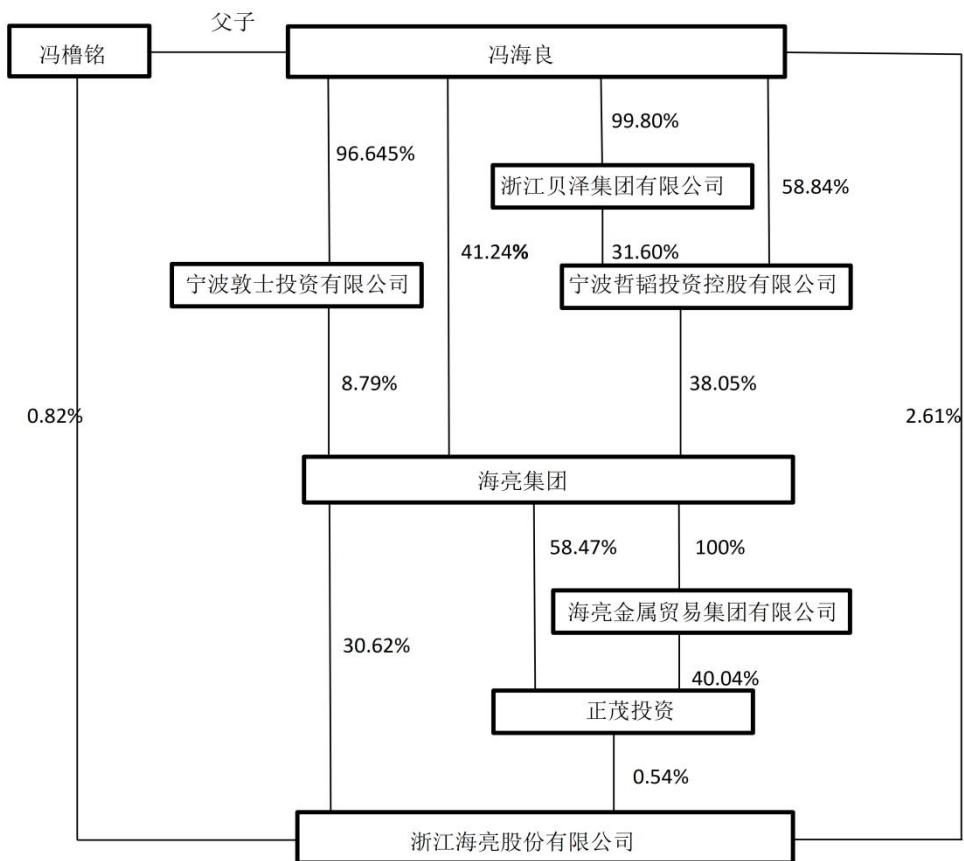 父子
冯橹铭
冯海良
99.80%
96.645%
浙江贝泽集团有限公司
58.84%
41.24%
31.60%
宁波敦士投资有限公司
宁波哲韬投资控股有限公司
8.79%
38.05%
0.82%
2.61%
海亮集团
58.47%
100%
海亮金属贸易集团有限公司
30.62%
40.04%
正茂投资
0.54%
浙江海亮股份有限公司